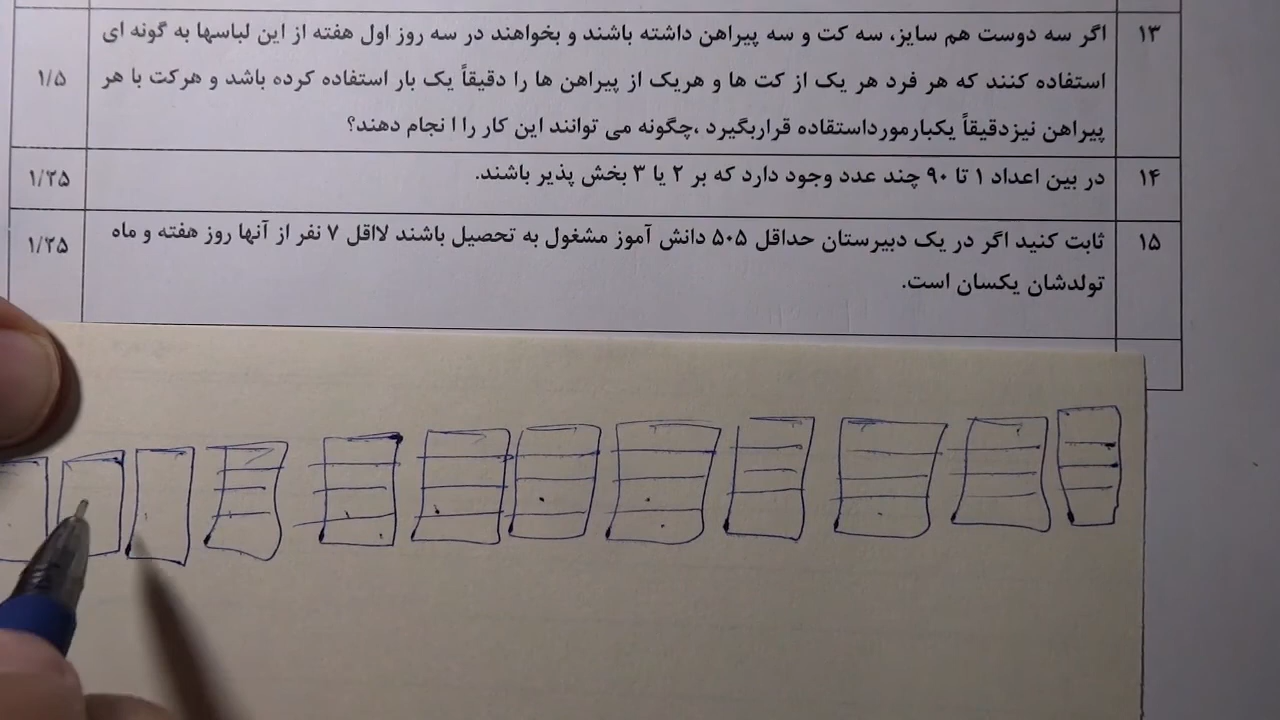 ۱۳
اگر سه دوست هم سایز، سه کت و سه پیراهن داشته باشند و بخواهند در سه روز اول هفته از این لباسها به گونه ای
استفاده کنند که هر فرد هر یک از کت ها و هریک از پیراهن ها را دقیقاً یک بار استفاده کرده باشد و هرکت با هر
پیراهن نیزدقیقاً یکبارمورداستقاده قراربگیرد ،چگونه می توانند این کار را ا نجام دهند؟
۱/۵
۱۴
در بین اعداد ۱ تا ۹۰ چند عدد وجود دارد که بر ۲ یا ۳ بخش پذیر باشند.
۱/۲۵
۱۵
ثابت کنید اگر در یک دبیرستان حداقل ۵۰۵ دانش آموز مشغول به تحصیل باشند لااقل ۷ نفر از آنها روز هفته و ماه
تولدشان یکسان است.
۱/۲۵